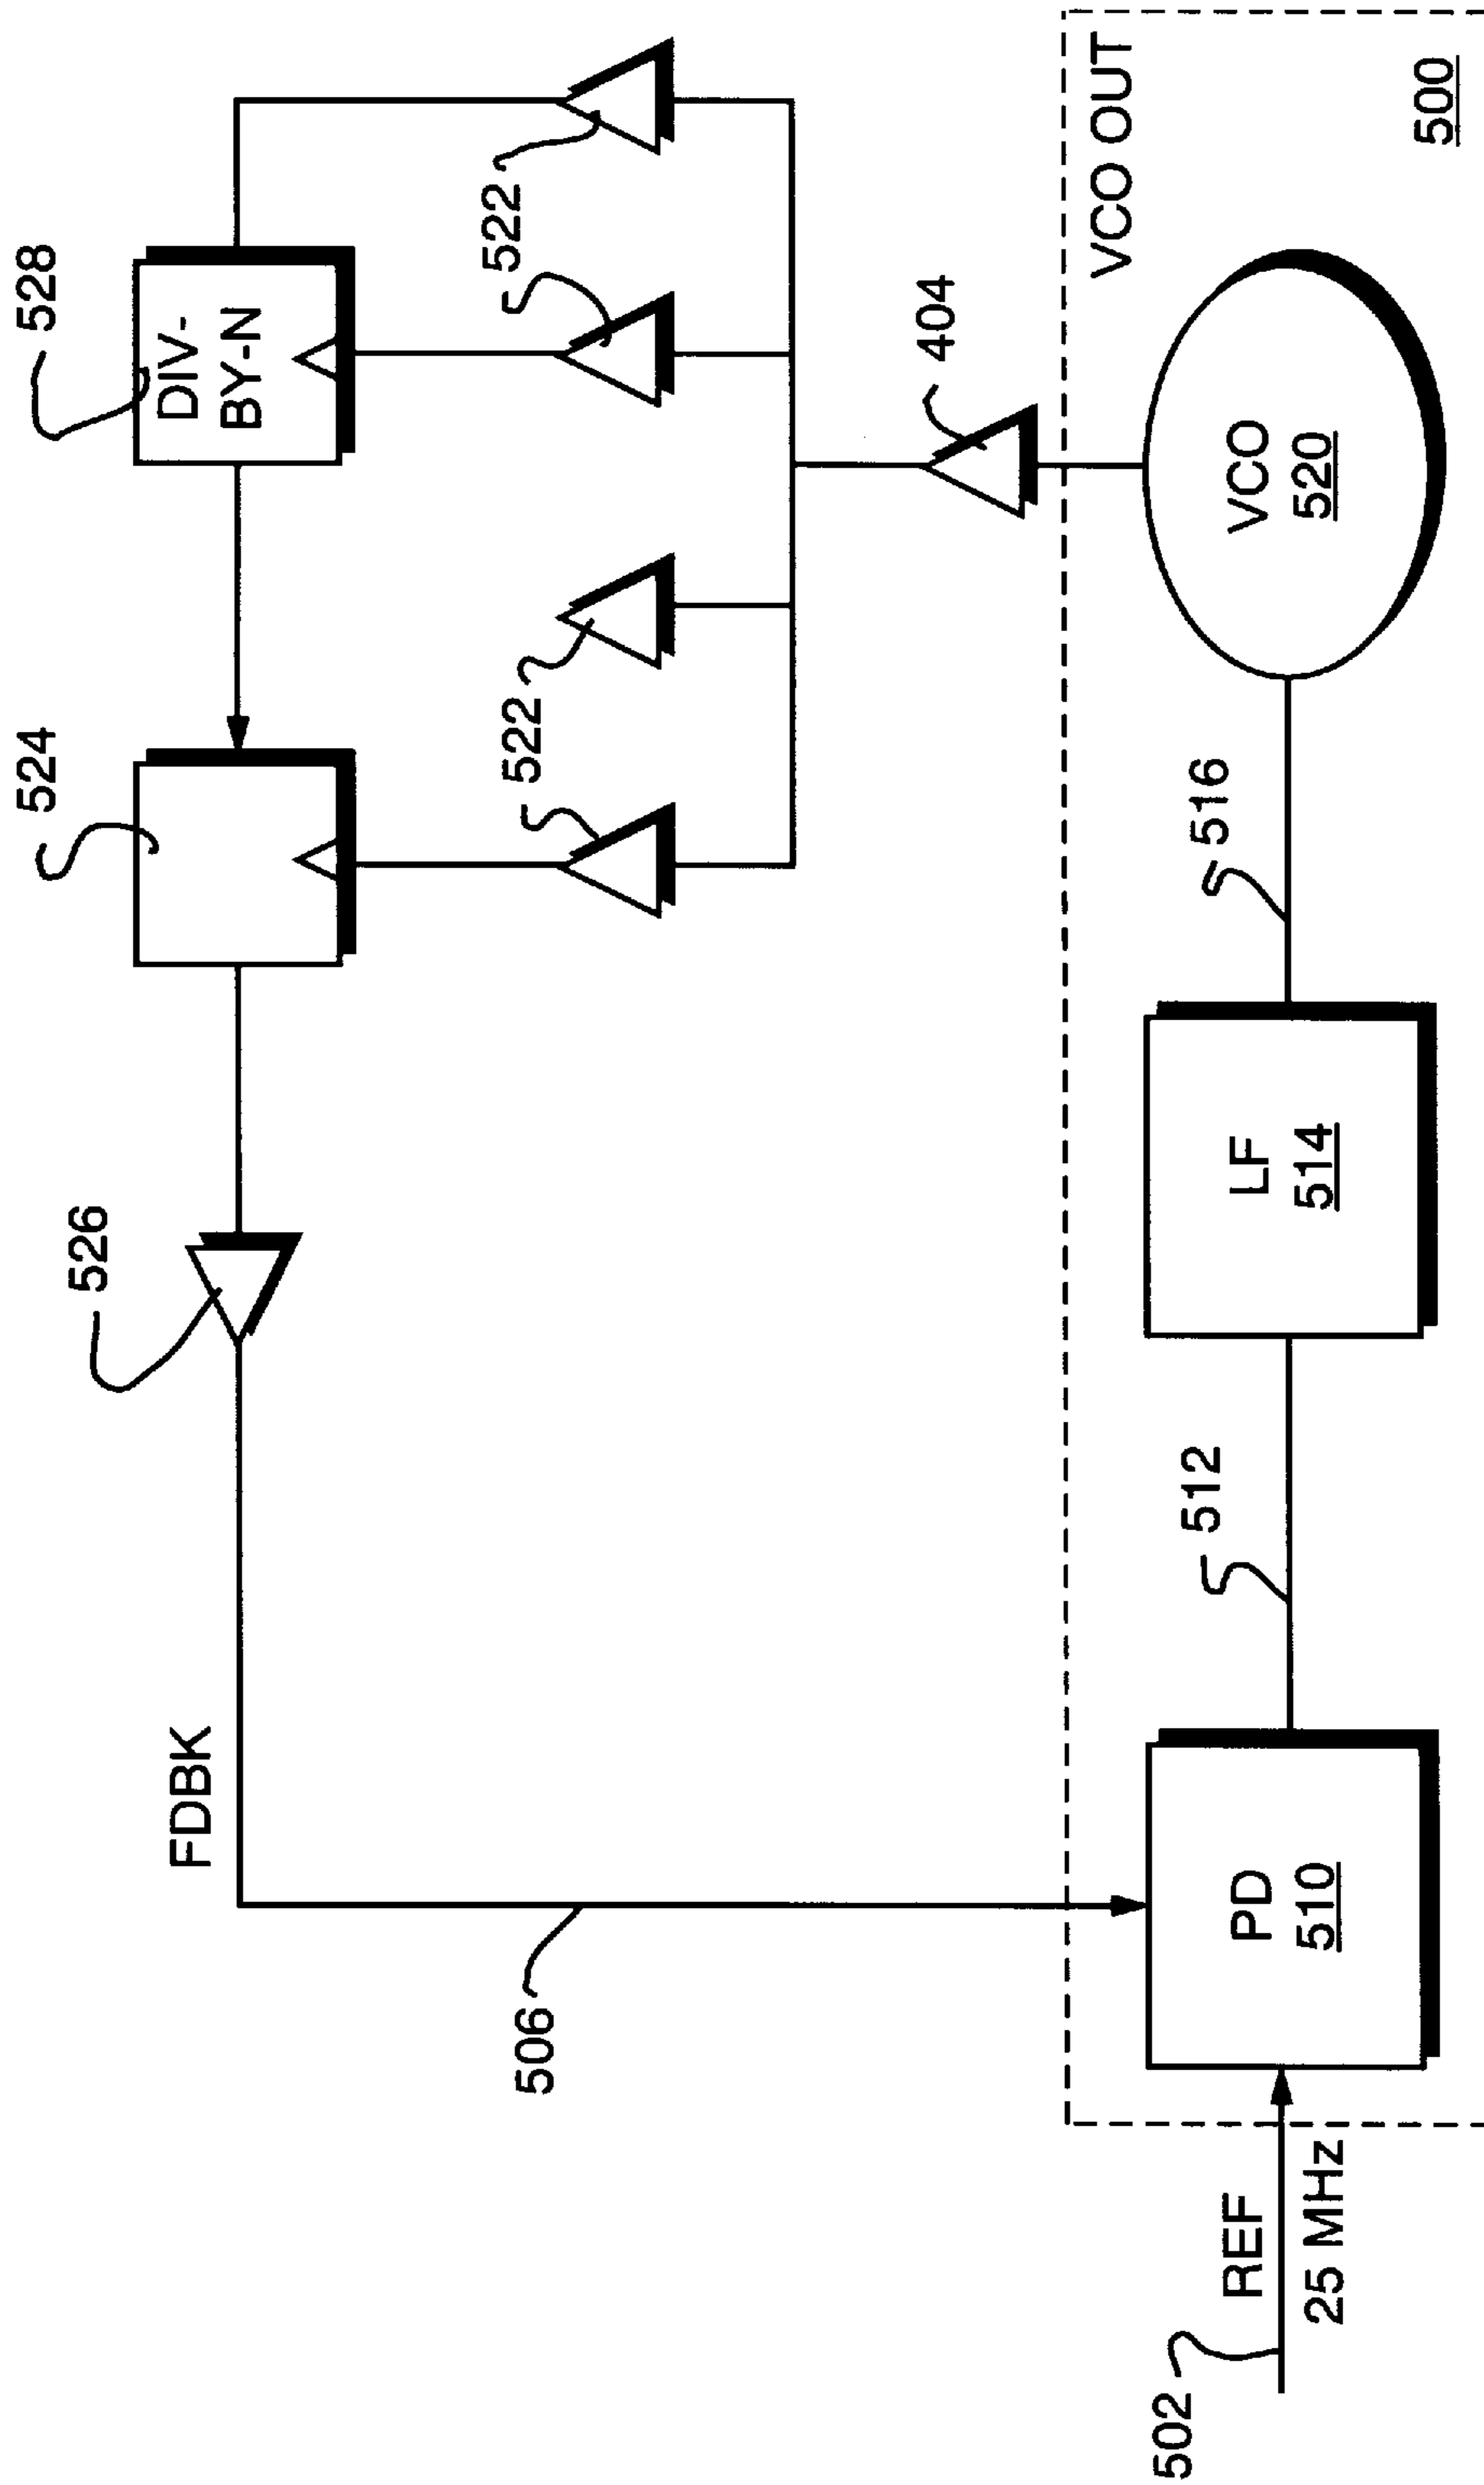 528
524
526
DIV-
BY-N
FDBK
522
522
522
506
404
VCO OUT
502
REF
25 MHz
PD
510
512
LF
514
516
VCO
520
500